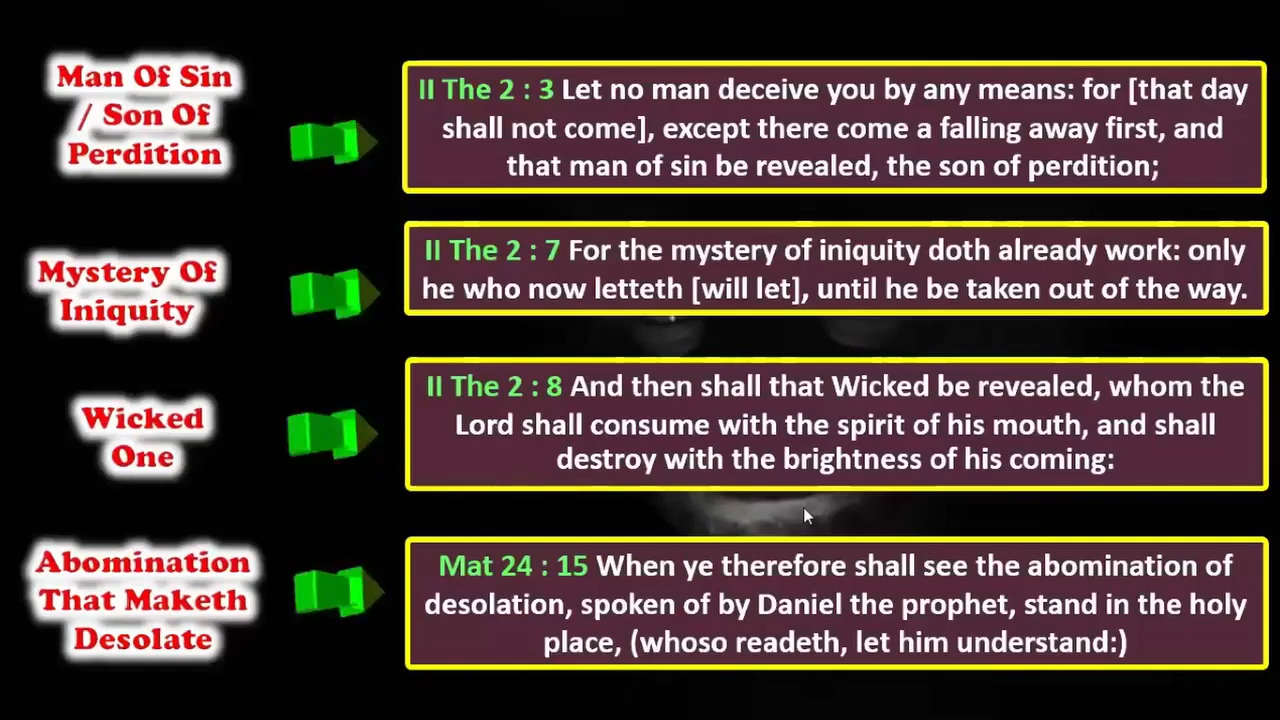 Man Of Sin
/ Son Of
Perdition
II The 2 : 3 Let no man deceive you by any means: for [that day
shall not come], except there come a falling away first, and
that man of sin be revealed, the son of perdition;
Mystery Of
Iniquity
II The 2 : 7 For the mystery of iniquity doth already work: only
he who now letteth [will let], until he be taken out of the way.
Wicked
One
II The 2 : 8 And then shall that Wicked be revealed, whom the
Lord shall consume with the spirit of his mouth, and shall
destroy with the brightness of his coming:
Abomination
That Maketh
Desolate
Mat 24 : 15 When ye therefore shall see the abomination of
desolation, spoken of by Daniel the prophet, stand in the holy
place, (whoso readeth, let him understand:)